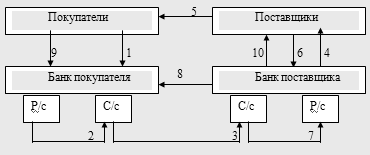 5
Покупатели Поставщики
9 1 10 6 4
8
Банк покупателя Банк поставщика
Р/с С/с С/с Р/с
2 3 7